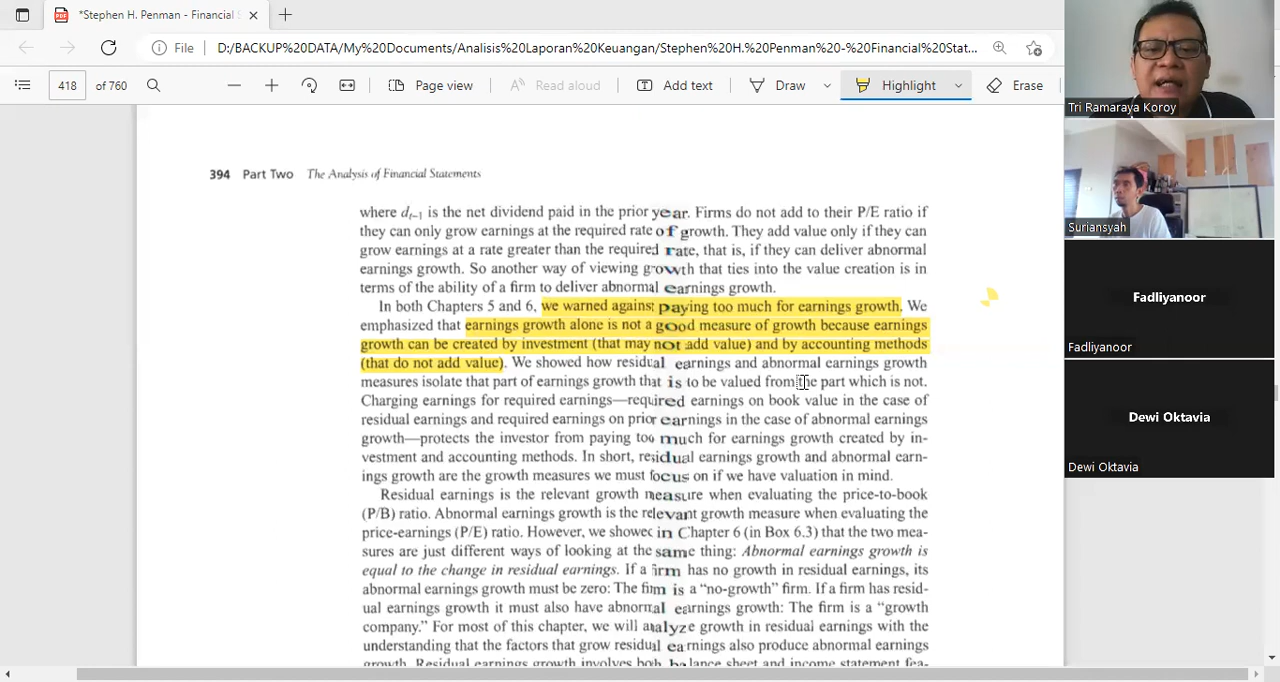 *Stephen H. Penman - Financial S
File
D:/BACKUP%20DATA/My%20Documents/Analisis%20Laporan%20Keuangan/Stephen%20H.%20Penman%20-%20Financial%20Stat...
418 of 760
Page view
Read aloud
Add text
Draw
Highlight
Erase
394 Part Two The Analysis of Financial Statements
where dt−1 is the net dividend paid in the prior year. Firms do not add to their P/E ratio if
they can only grow earnings at the required rate of growth. They add value only if they can
grow earnings at a rate greater than the required rate, that is, if they can deliver abnormal
earnings growth. So another way of viewing growth that ties into the value creation is in
terms of the ability of a firm to deliver abnormal earnings growth.
In both Chapters 5 and 6, we warned against paying too much for earnings growth. We
emphasized that earnings growth alone is not a good measure of growth because earnings
growth can be created by investment (that may not add value) and by accounting methods
(that do not add value). We showed how residual earnings and abnormal earnings growth
measures isolate that part of earnings growth that is to be valued from the part which is not.
Charging earnings for required earnings—required earnings on book value in the case of
residual earnings and required earnings on prior earnings in the case of abnormal earnings
growth—protects the investor from paying too much for earnings growth created by in-
vestment and accounting methods. In short, residual earnings growth and abnormal earn-
ings growth are the growth measures we must focus on if we have valuation in mind.
Residual earnings is the relevant growth measure when evaluating the price-to-book
(P/B) ratio. Abnormal earnings growth is the relevant growth measure when evaluating the
price-earnings (P/E) ratio. However, we showed in Chapter 6 (in Box 6.3) that the two mea-
sures are just different ways of looking at the same thing: Abnormal earnings growth is
equal to the change in residual earnings. If a firm has no growth in residual earnings, its
abnormal earnings growth must be zero: The firm is a “no-growth” firm. If a firm has resid-
ual earnings growth it must also have abnormal earnings growth: The firm is a “growth
company.” For most of this chapter, we will analyze growth in residual earnings with the
understanding that the factors that grow residual earnings also produce abnormal earnings
growth. Residual earnings growth involves both balance sheet and income statement fea-
Tri Ramaraya Koroy
Suriansyah
Fadliyanoor
Fadliyanoor
Dewi Oktavia
Dewi Oktavia